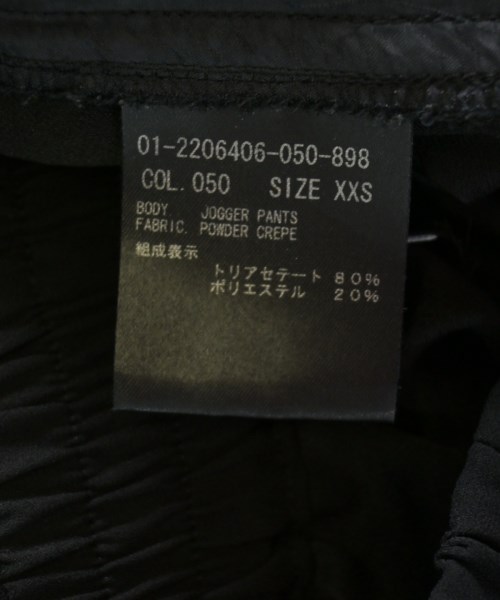 01-2206406-050-898
COL.050 SIZE XXS
BODY. JOGGER PANTS
FABRIC. POWDER CREPE
組成表示
トリアセテート 80%
ポリエステル 20%